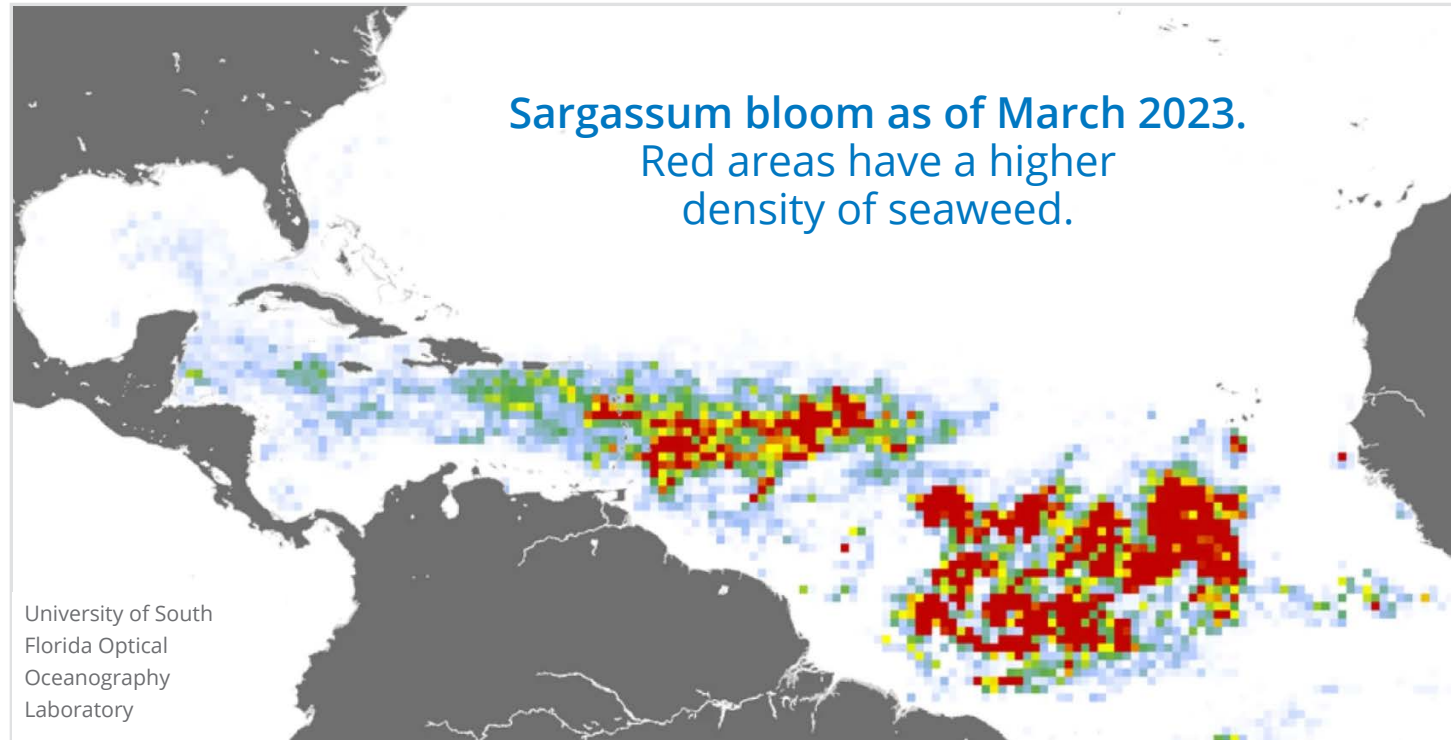 Sargassum bloom as of March 2023.
Red areas have a higher
density of seaweed.
University of South
Florida Optical
Oceanography
Laboratory